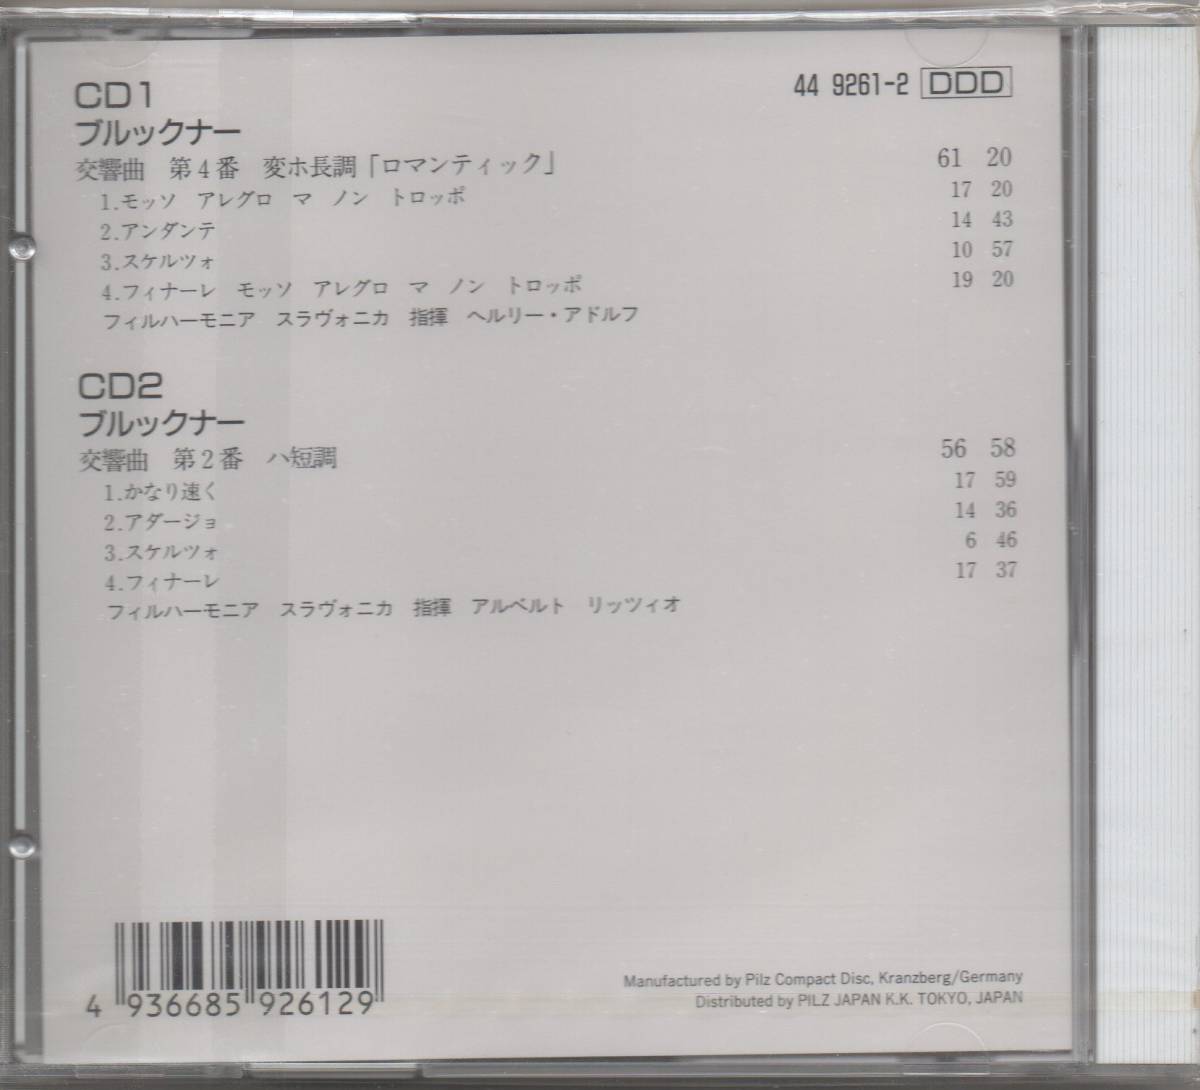 44 9261-2 DDD
CD1
ブルックナー
交響曲　第4番　変ホ長調「ロマンティック」 61 20
1.モッソ　アレグロ　マ　ノン　トロッポ 17 20
2.アンダンテ 14 43
3.スケルツォ 10 57
4.フィナーレ　モッソ　アレグロ　マ　ノン　トロッポ 19 20
フィルハーモニア　スラヴォニカ　指揮　ヘルリー・アドルフ
CD2
ブルックナー
交響曲　第2番　ハ短調 56 58
1.かなり速く 17 59
2.アダージョ 14 36
3.スケルツォ 6 46
4.フィナーレ 17 37
フィルハーモニア　スラヴォニカ　指揮　アルベルト　リッツィオ
4 936685 926129
Manufactured by Pilz Compact Disc, Kranzberg/Germany
Distributed by PILZ JAPAN K.K. TOKYO, JAPAN